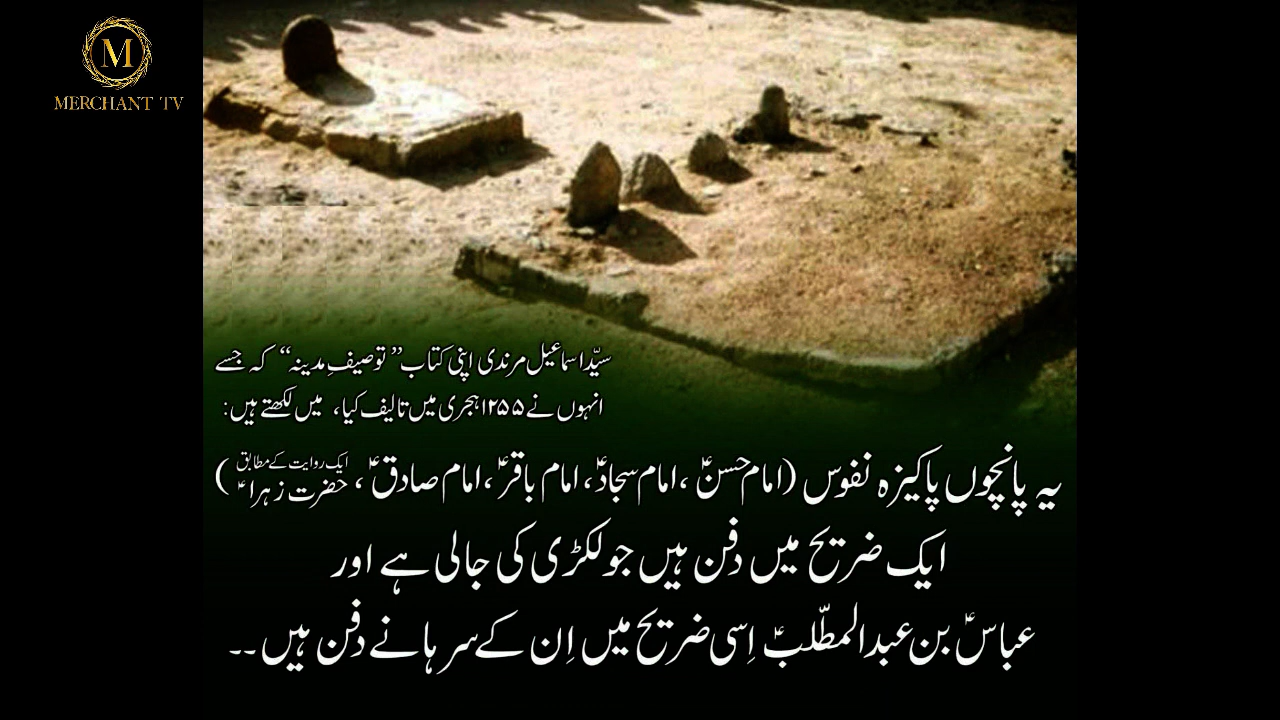 M
MERCHANT TV
سیّد اسماعیل مرندی اپنی کتاب ”توصیفِ مدینہ“ کہ جسے
انہوں نے ۱۲۵۵ ہجری میں تالیف کیا، میں لکھتے ہیں:
یہ پانچوں پاکیزہ نفوس (امام حسنؑ، امام سجادؑ، امام باقرؑ، امام صادقؑ، ایک روایت کے مطابق حضرت زہراؑ)
ایک ضریح میں دفن ہیں جو لکڑی کی جالی ہے اور
عباسؑ بن عبدالمطّلبؑ اِسی ضریح میں اِن کے سرہانے دفن ہیں۔۔